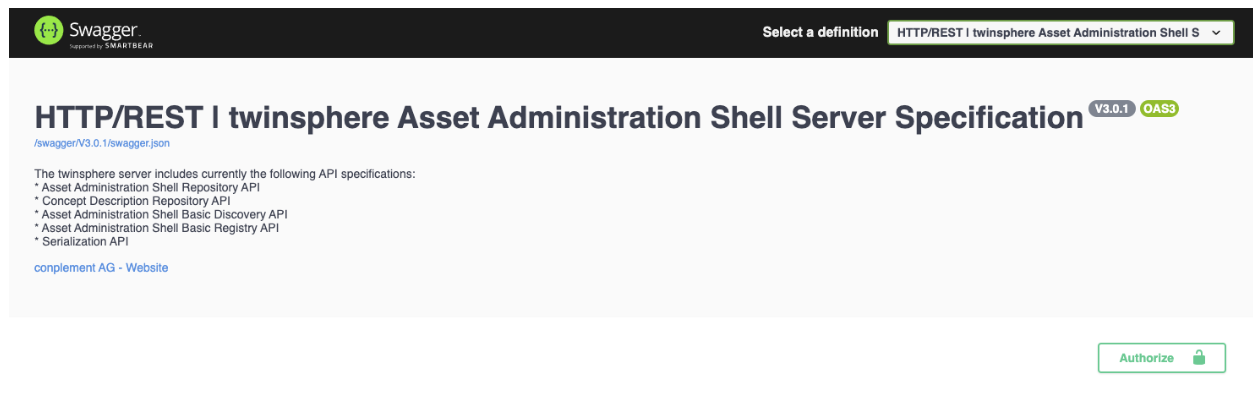 Swagger.
Supported by SMARTBEAR
Select a definition
HTTP/REST | twinsphere Asset Administration Shell S
HTTP/REST | twinsphere Asset Administration Shell Server Specification V3.0.1 OAS3
/swagger/V3.0.1/swagger.json
The twinsphere server includes currently the following API specifications:
* Asset Administration Shell Repository API
* Concept Description Repository API
* Asset Administration Shell Basic Discovery API
* Asset Administration Shell Basic Registry API
* Serialization API
conplement AG - Website
Authorize